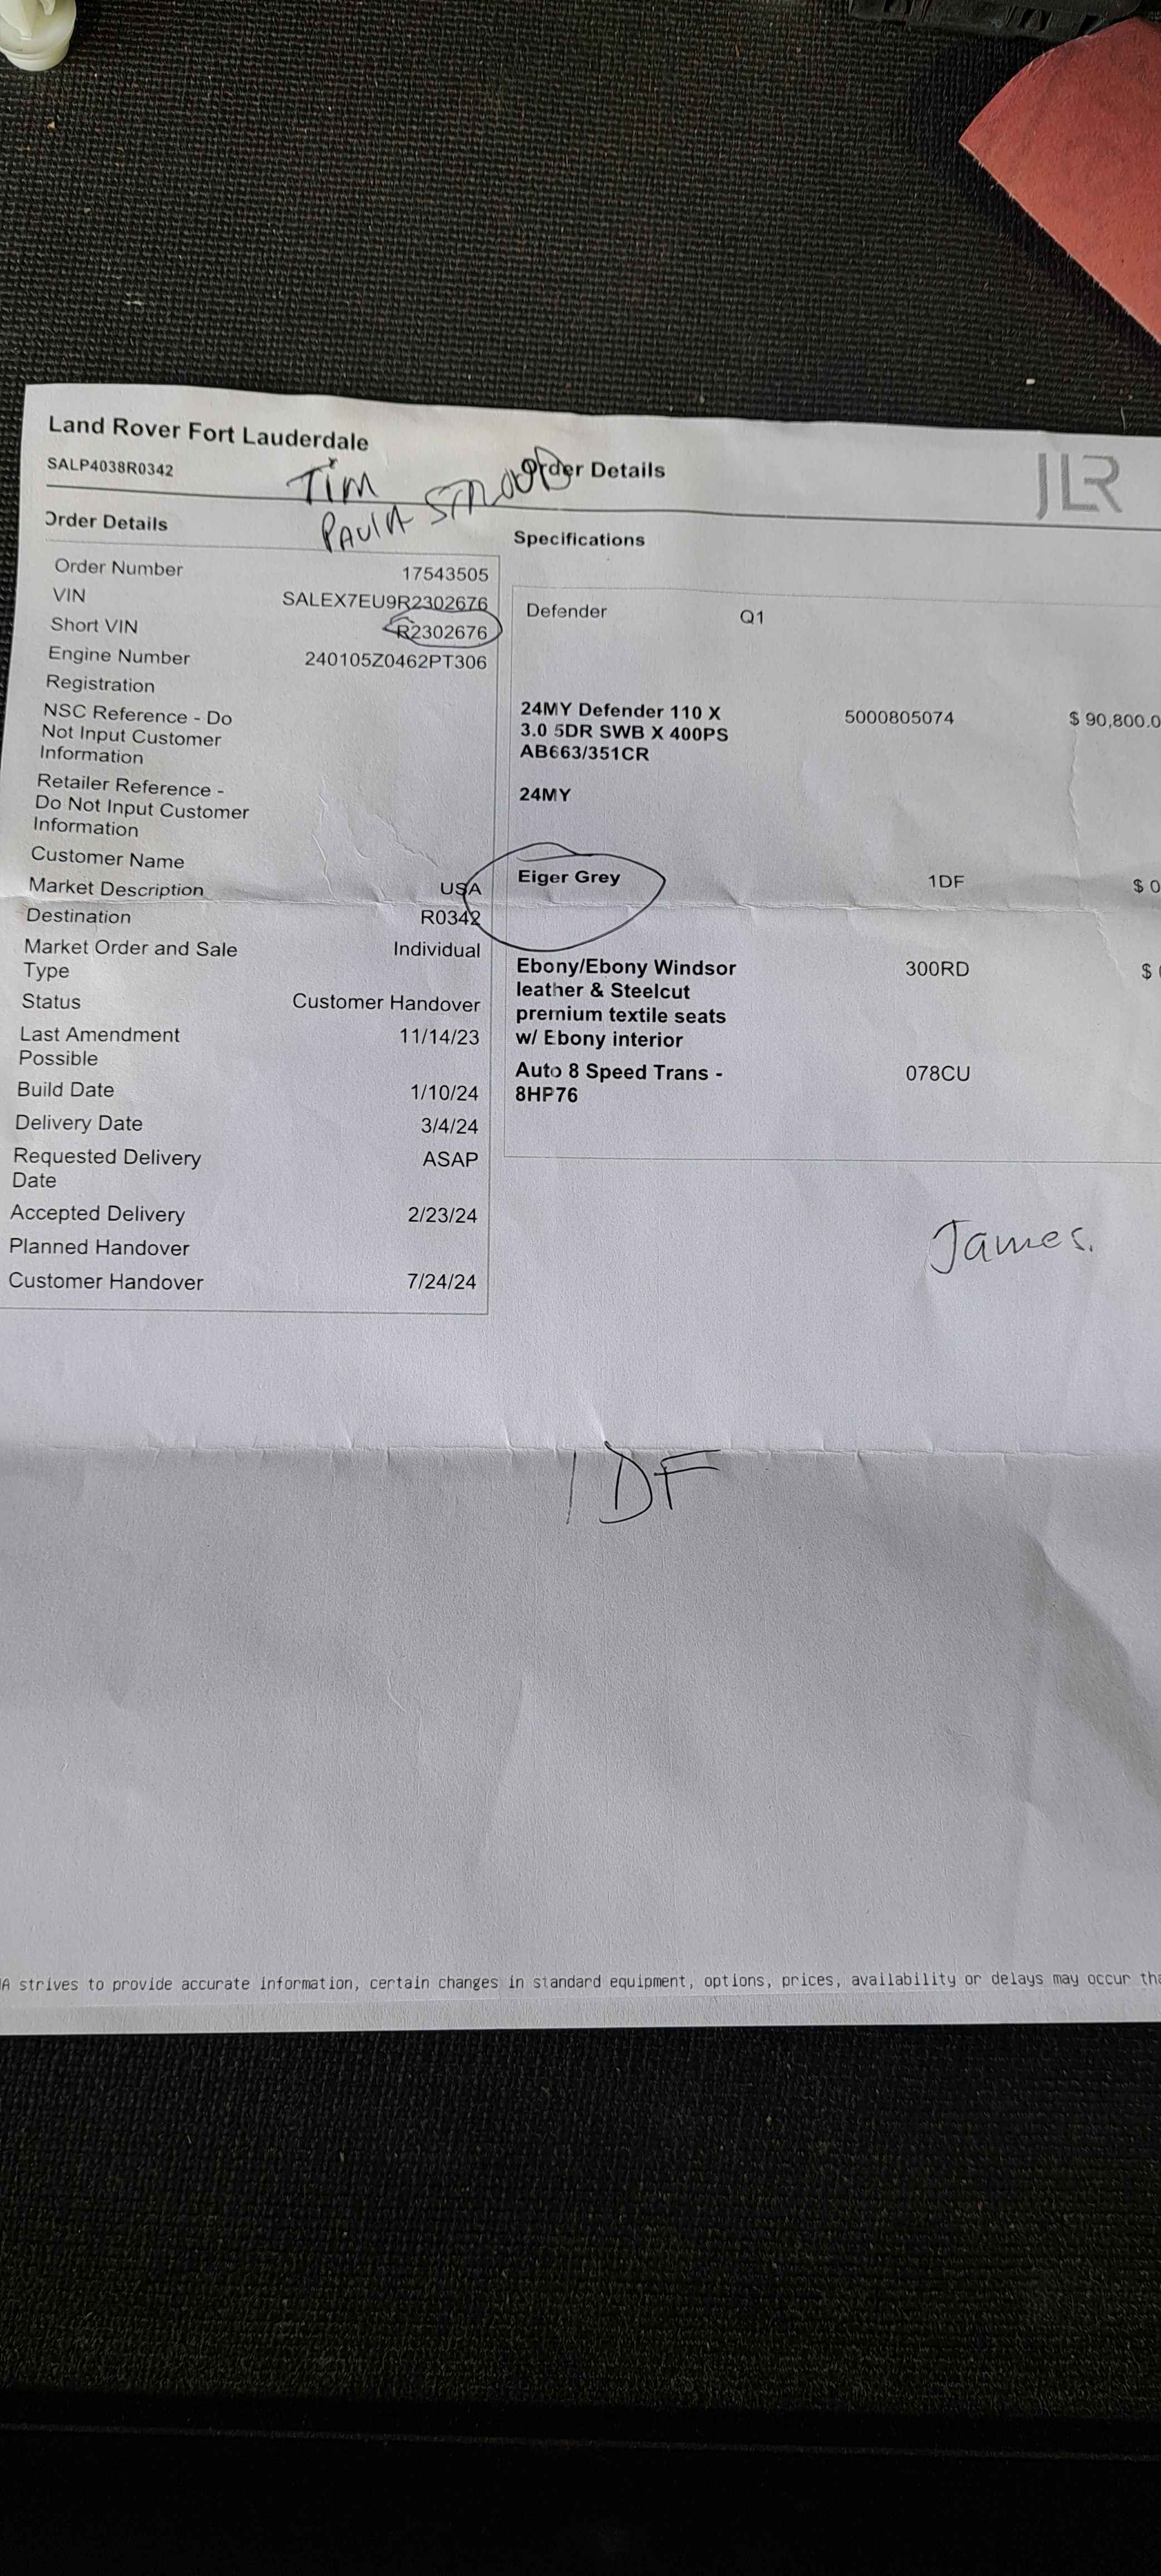 Land Rover Fort Lauderdale
SALP4038R0342
Tim
PAULA STROOD
Order Details
JLR
Order Details
Order Number 17543505
VIN SALEX7EU9R2302676
Short VIN R2302676
Engine Number 240105Z0462PT306
Registration
NSC Reference - Do
Not Input Customer
Information
Retailer Reference -
Do Not Input Customer
Information
Customer Name
Market Description USA
Destination R0342
Market Order and Sale Individual
Type
Status Customer Handover
Last Amendment 11/14/23
Possible
Build Date 1/10/24
Delivery Date 3/4/24
Requested Delivery ASAP
Date
Accepted Delivery 2/23/24
Planned Handover
Customer Handover 7/24/24
Specifications
Defender Q1
24MY Defender 110 X 5000805074 $ 90,800.0
3.0 5DR SWB X 400PS
AB663/351CR
24MY
Eiger Grey 1DF $ 0
Ebony/Ebony Windsor 300RD $
leather & Steelcut
premium textile seats
w/ Ebony interior
Auto 8 Speed Trans - 078CU
8HP76
James.
1DF
A strives to provide accurate information, certain changes in standard equipment, options, prices, availability or delays may occur tha